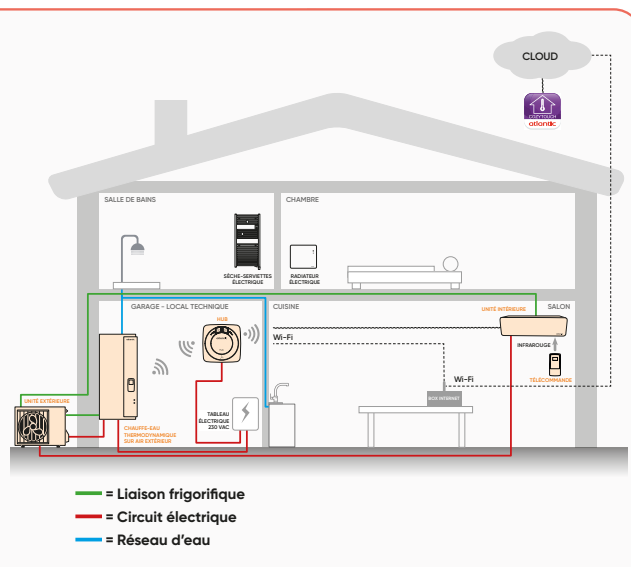 CLOUD
COZYTOUCH
atlantic
SALLE DE BAINS
CHAMBRE
SÈCHE-SERVIETTES
ÉLECTRIQUE
RADIATEUR
ÉLECTRIQUE
GARAGE - LOCAL TECHNIQUE
CUISINE
UNITÉ INTÉRIEURE
SALON
HUB
Wi-Fi
INFRAROUGE
TÉLÉCOMMANDE
Wi-Fi
BOX INTERNET
UNITÉ EXTÉRIEURE
TABLEAU
ÉLECTRIQUE
230 VAC
CHAUFFE-EAU
THERMODYNAMIQUE
SUR AIR EXTÉRIEUR
= Liaison frigorifique
= Circuit électrique
= Réseau d'eau